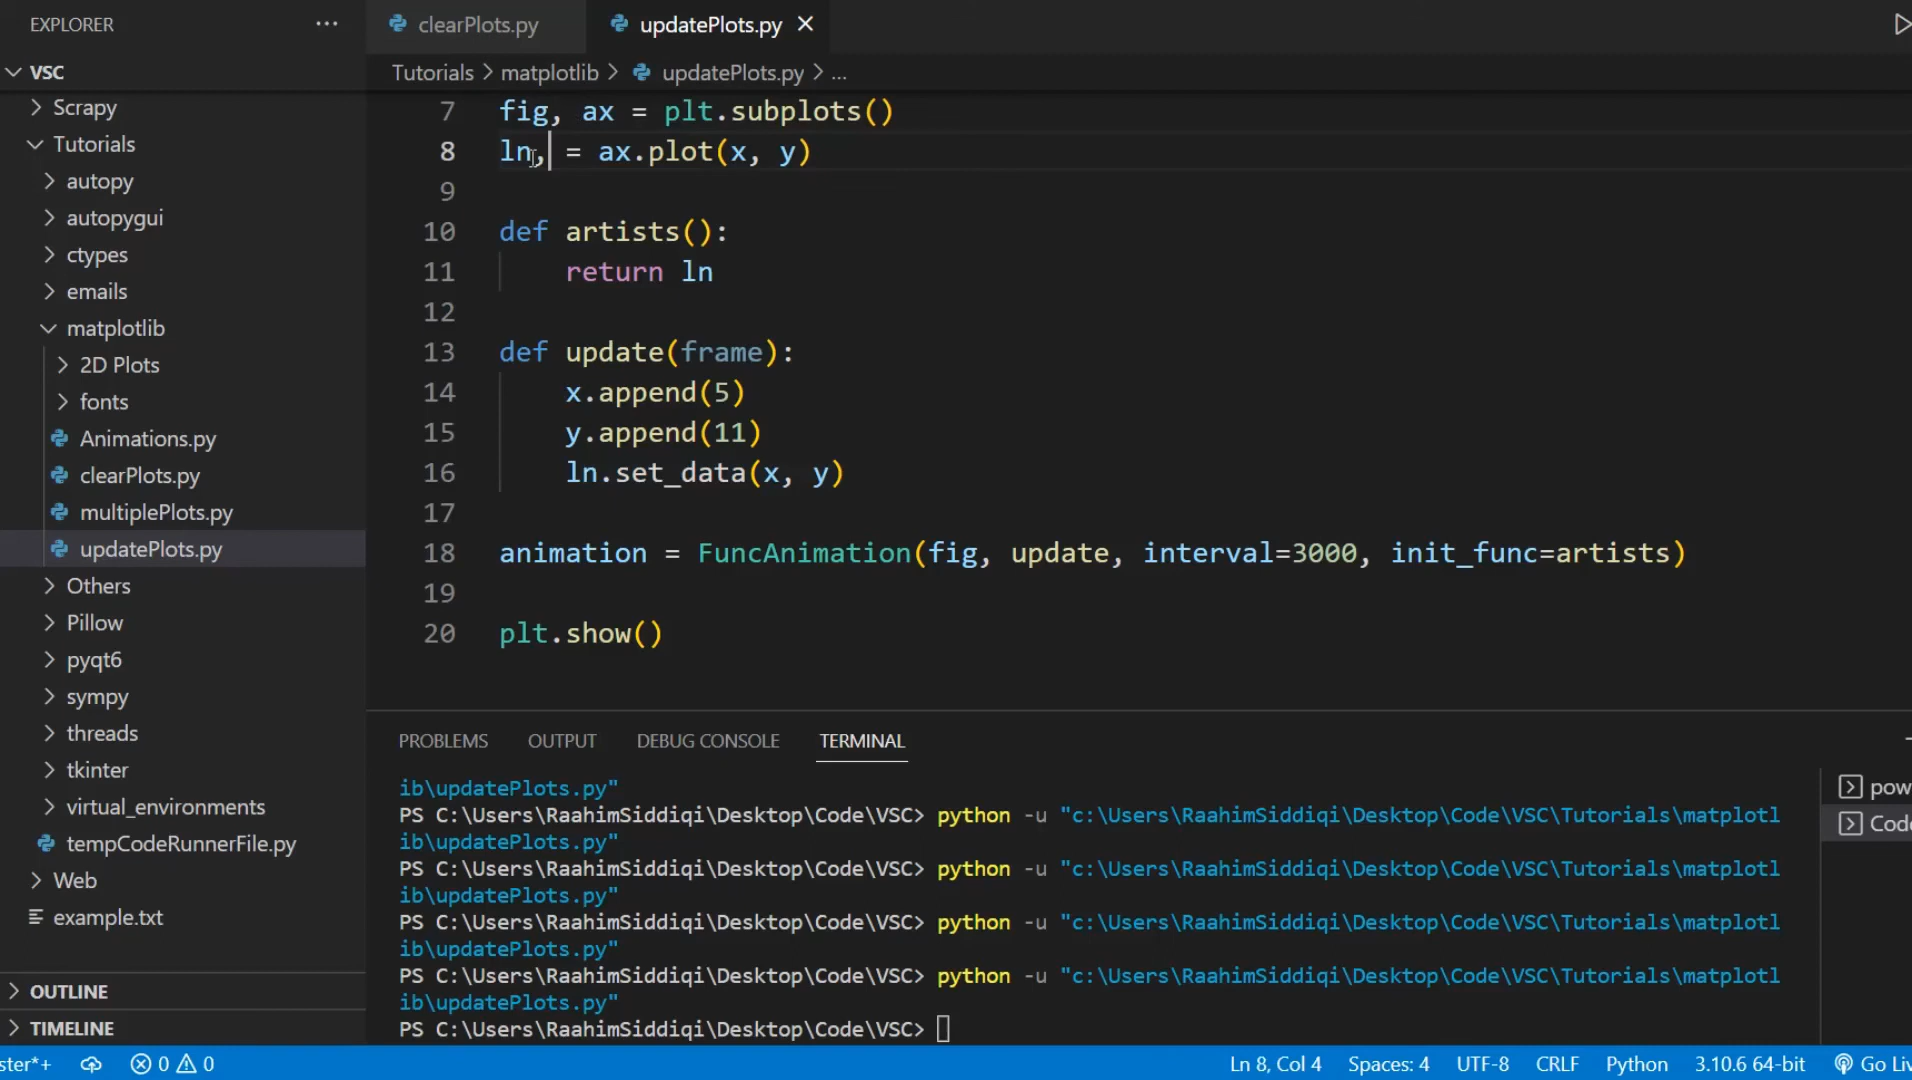 EXPLORER
VSC
Scrapy
Tutorials
autopy
autopygui
ctypes
emails
matplotlib
2D Plots
fonts
Animations.py
clearPlots.py
multiplePlots.py
updatePlots.py
Others
Pillow
pyqt6
sympy
threads
tkinter
virtual_environments
tempCodeRunnerFile.py
Web
example.txt
OUTLINE
TIMELINE
clearPlots.py updatePlots.py
Tutorials > matplotlib > updatePlots.py > ...
7 fig, ax = plt.subplots()
8 ln, = ax.plot(x, y)
9
10 def artists():
11 return ln
12
13 def update(frame):
14 x.append(5)
15 y.append(11)
16 ln.set_data(x, y)
17
18 animation = FuncAnimation(fig, update, interval=3000, init_func=artists)
19
20 plt.show()
PROBLEMS OUTPUT DEBUG CONSOLE TERMINAL
ib\updatePlots.py"
PS C:\Users\RaahimSiddiqi\Desktop\Code\VSC> python -u "c:\Users\RaahimSiddiqi\Desktop\Code\VSC\Tutorials\matplotl
ib\updatePlots.py"
PS C:\Users\RaahimSiddiqi\Desktop\Code\VSC> python -u "c:\Users\RaahimSiddiqi\Desktop\Code\VSC\Tutorials\matplotl
ib\updatePlots.py"
PS C:\Users\RaahimSiddiqi\Desktop\Code\VSC> python -u "c:\Users\RaahimSiddiqi\Desktop\Code\VSC\Tutorials\matplotl
ib\updatePlots.py"
PS C:\Users\RaahimSiddiqi\Desktop\Code\VSC> python -u "c:\Users\RaahimSiddiqi\Desktop\Code\VSC\Tutorials\matplotl
ib\updatePlots.py"
PS C:\Users\RaahimSiddiqi\Desktop\Code\VSC>
pow
Code
ster*+ 0 0 Ln 8, Col 4 Spaces: 4 UTF-8 CRLF Python 3.10.6 64-bit Go Liv